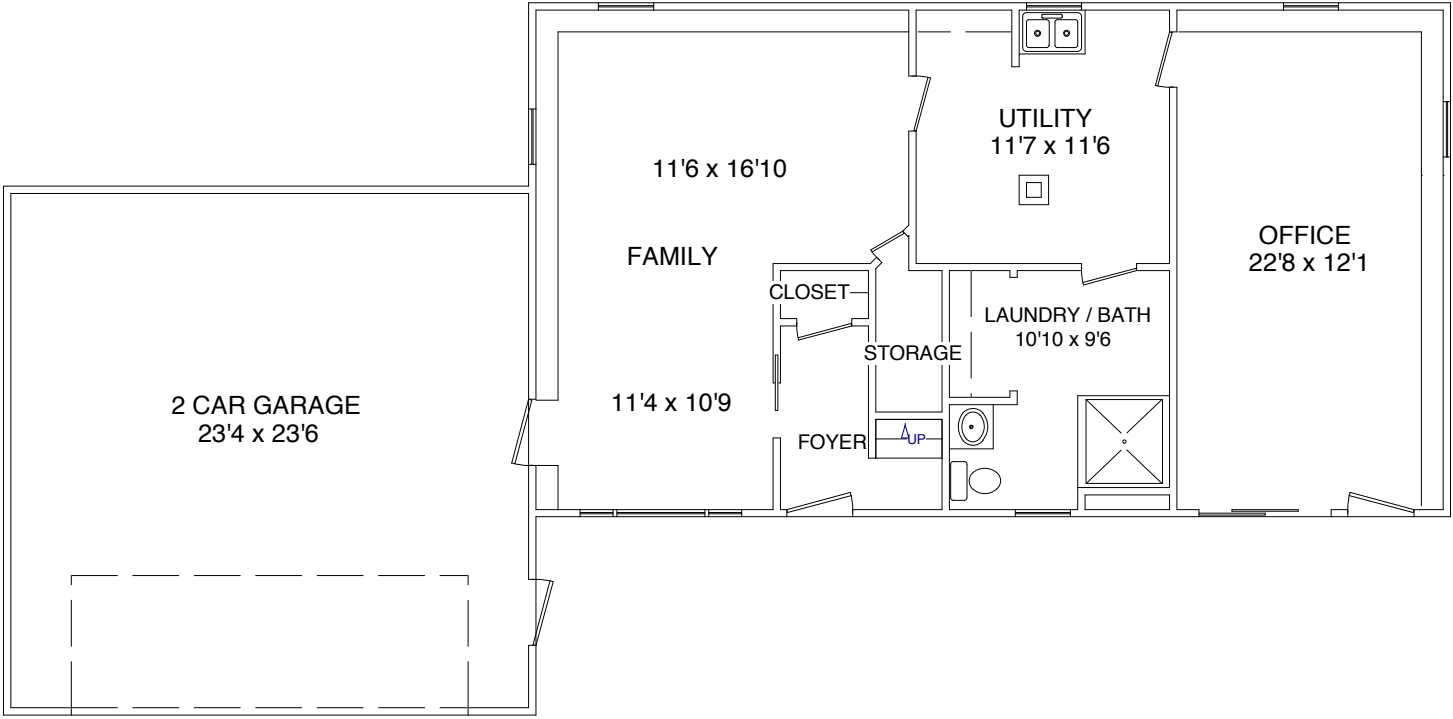 UTILITY
11'7 x 11'6
11'6 x 16'10
FAMILY
OFFICE
22'8 x 12'1
CLOSET
LAUNDRY / BATH
10'10 x 9'6
STORAGE
2 CAR GARAGE
23'4 x 23'6
11'4 x 10'9
FOYER
UP